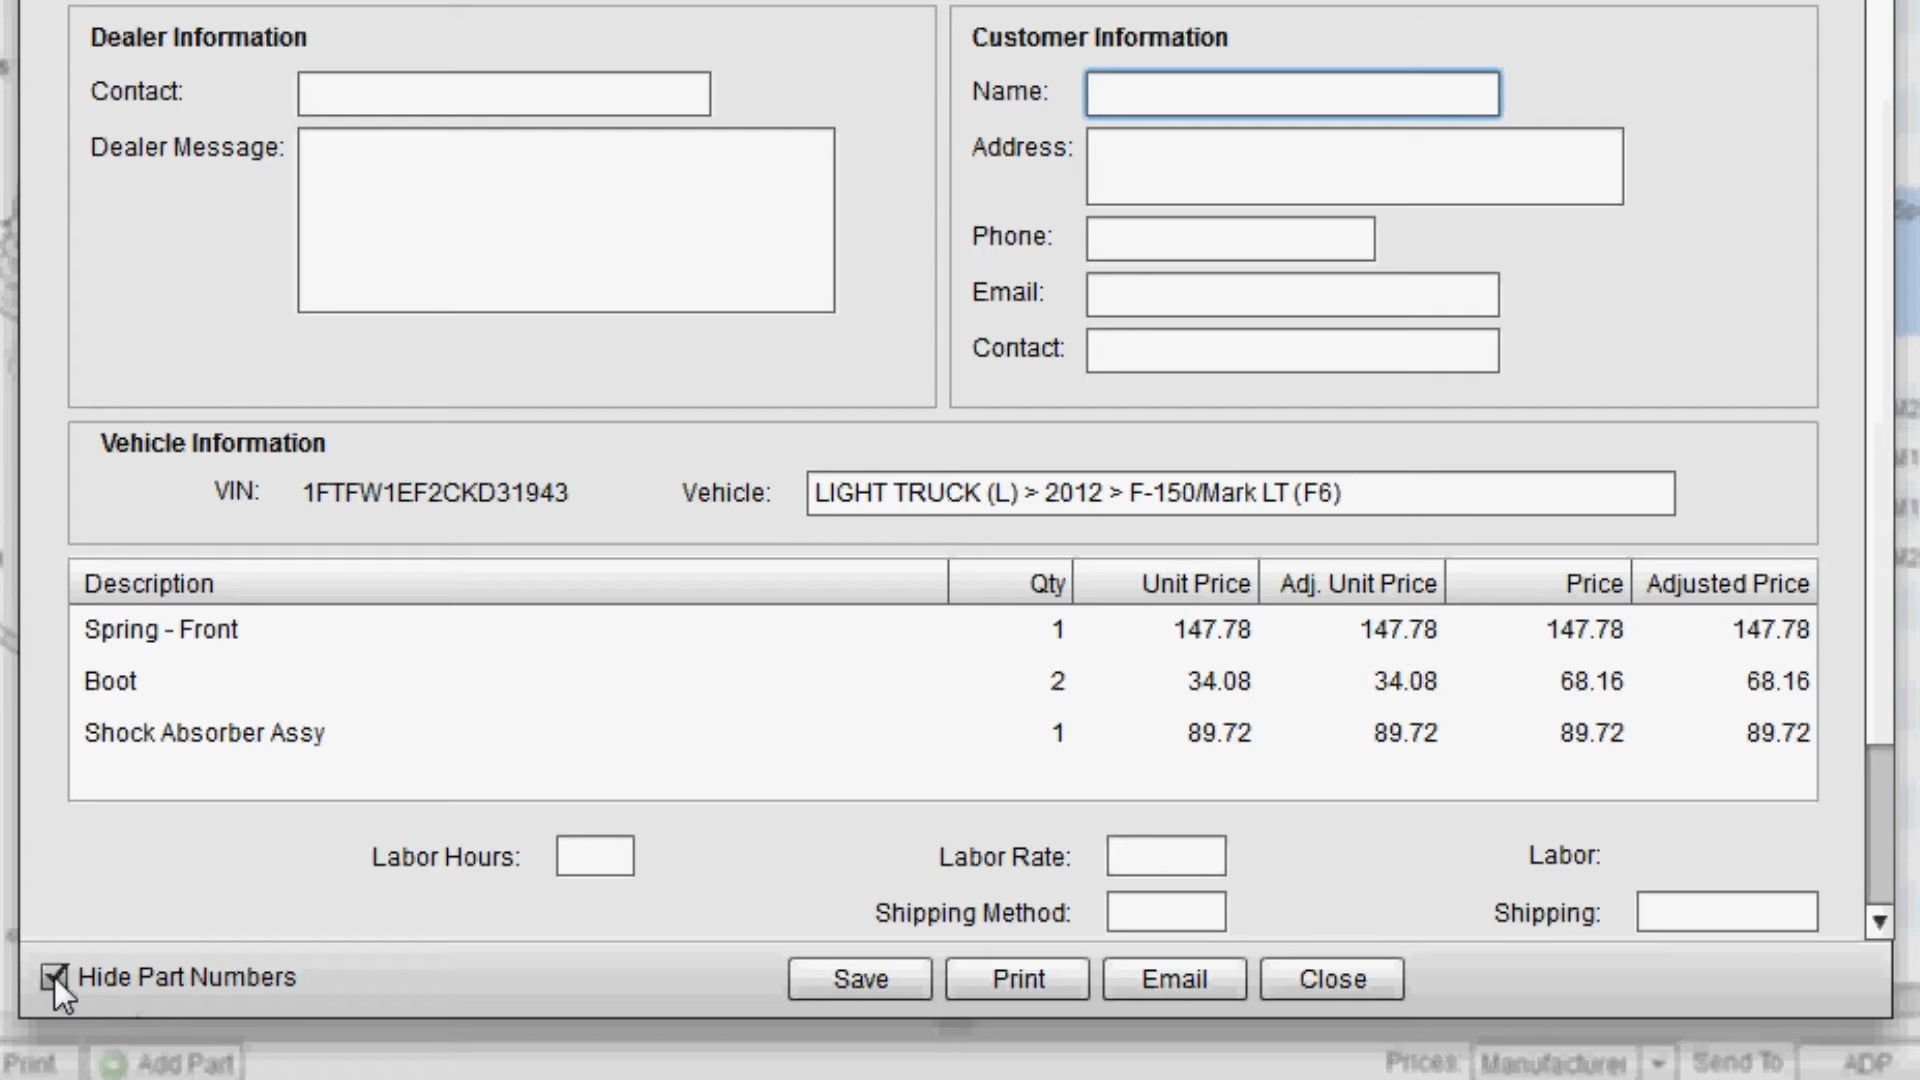 Dealer Information
Contact:
Dealer Message:
Customer Information
Name:
Address:
Phone:
Email:
Contact:
Vehicle Information
VIN: 1FTFW1EF2CKD31943 Vehicle: LIGHT TRUCK (L) > 2012 > F-150/Mark LT (F6)
Description Qty Unit Price Adj. Unit Price Price Adjusted Price
Spring - Front 1 147.78 147.78 147.78 147.78
Boot 2 34.08 34.08 68.16 68.16
Shock Absorber Assy 1 89.72 89.72 89.72 89.72
Labor Hours: Labor Rate: Labor:
Shipping Method: Shipping:
Hide Part Numbers Save Print Email Close
Print Add Part Prices: Manufacturer Send To ADP